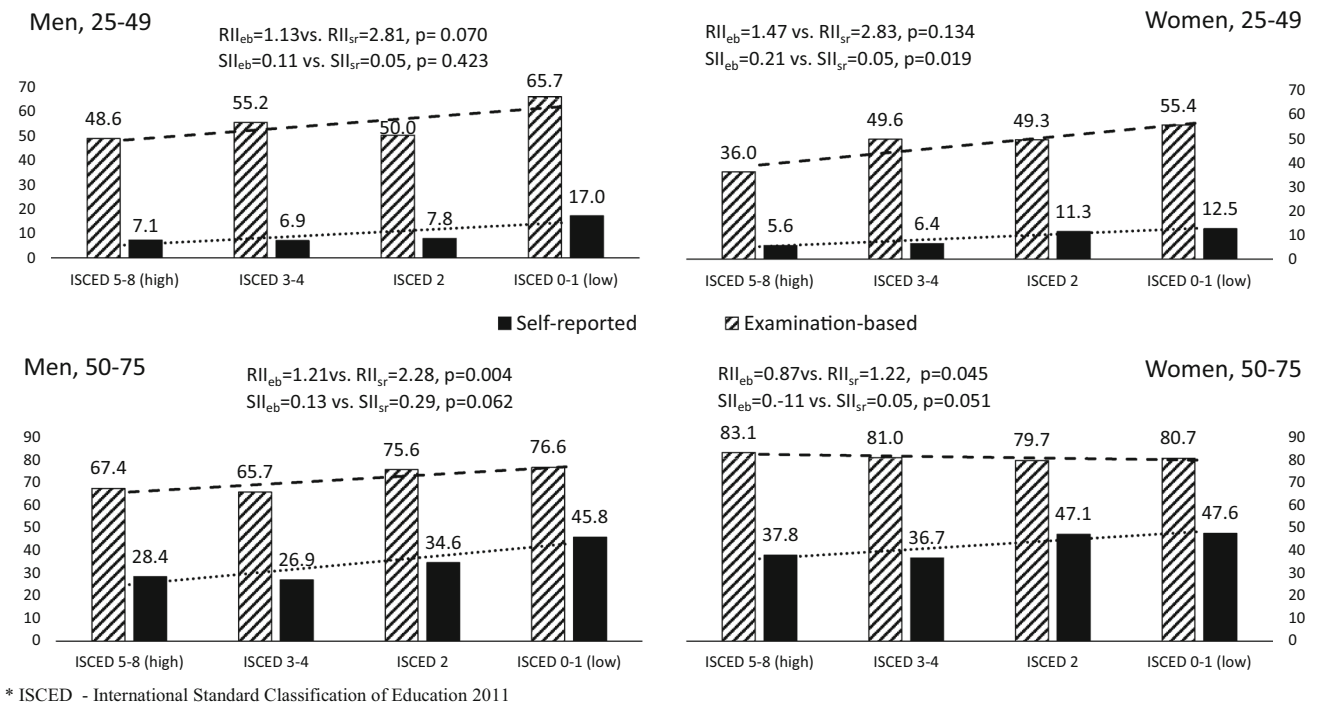 Men, 25-49
RIIeb=1.13vs. RIIsr=2.81, p= 0.070
SIIeb=0.11 vs. SIIsr=0.05, p= 0.423
70
60
50
40
30
20
10
0
48.6
7.1
55.2
6.9
50.0
7.8
65.7
17.0
ISCED 5-8 (high)
ISCED 3-4
ISCED 2
ISCED 0-1 (low)
Women, 25-49
RIIeb=1.47 vs. RIIsr=2.83, p=0.134
SIIeb=0.21 vs. SIIsr=0.05, p=0.019
36.0
5.6
49.6
6.4
49.3
11.3
55.4
12.5
70
60
50
40
30
20
10
0
ISCED 5-8 (high)
ISCED 3-4
ISCED 2
ISCED 0-1 (low)
Self-reported
Examination-based
Men, 50-75
RIIeb=1.21vs. RIIsr=2.28, p=0.004
SIIeb=0.13 vs. SIIsr=0.29, p=0.062
90
80
70
60
50
40
30
20
10
0
67.4
28.4
65.7
26.9
75.6
34.6
76.6
45.8
ISCED 5-8 (high)
ISCED 3-4
ISCED 2
ISCED 0-1 (low)
Women, 50-75
RIIeb=0.87vs. RIIsr=1.22, p=0.045
SIIeb=0.-11 vs. SIIsr=0.05, p=0.051
83.1
37.8
81.0
36.7
79.7
47.1
80.7
47.6
90
80
70
60
50
40
30
20
10
0
ISCED 5-8 (high)
ISCED 3-4
ISCED 2
ISCED 0-1 (low)
* ISCED - International Standard Classification of Education 2011